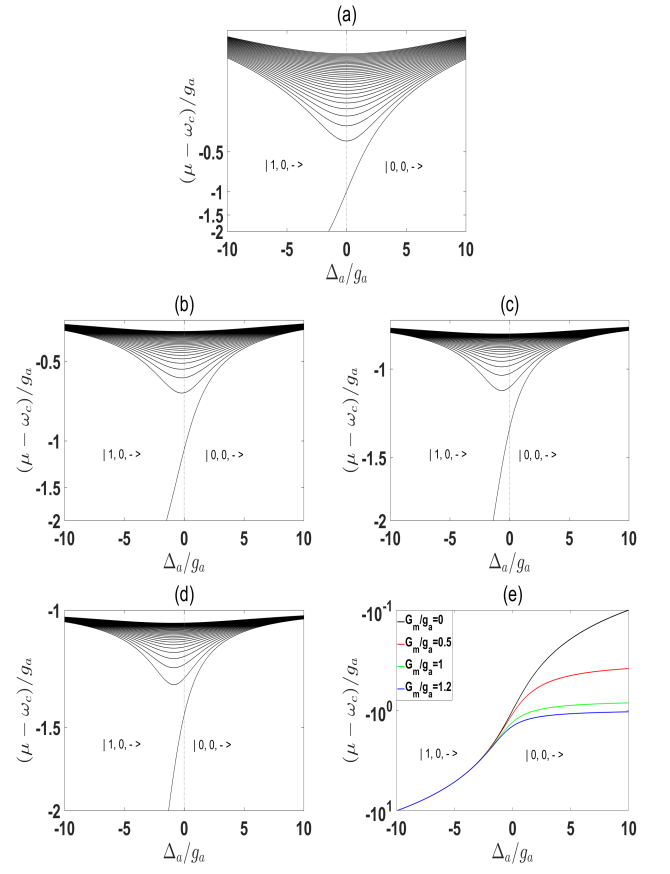 (a)
(μ − ω_c)/g_a
-0.5
-1
-1.5
-2
| 1, 0, - >
| 0, 0, - >
-10 -5 0 5 10
Δ_a/g_a
(b)
(μ − ω_c)/g_a
-0.5
-1
-1.5
-2
| 1, 0, - >
| 0, 0, - >
-10 -5 0 5 10
Δ_a/g_a
(c)
(μ − ω_c)/g_a
-1
-1.5
-2
| 1, 0, - >
| 0, 0, - >
-10 -5 0 5 10
Δ_a/g_a
(d)
(μ − ω_c)/g_a
-1
-1.5
-2
| 1, 0, - >
| 0, 0, - >
-10 -5 0 5 10
Δ_a/g_a
(e)
(μ − ω_c)/g_a
-10^-1
-10^0
-10^1
G_m/g_a=0
G_m/g_a=0.5
G_m/g_a=1
G_m/g_a=1.2
| 1, 0, - >
| 0, 0, - >
-10 -5 0 5 10
Δ_a/g_a